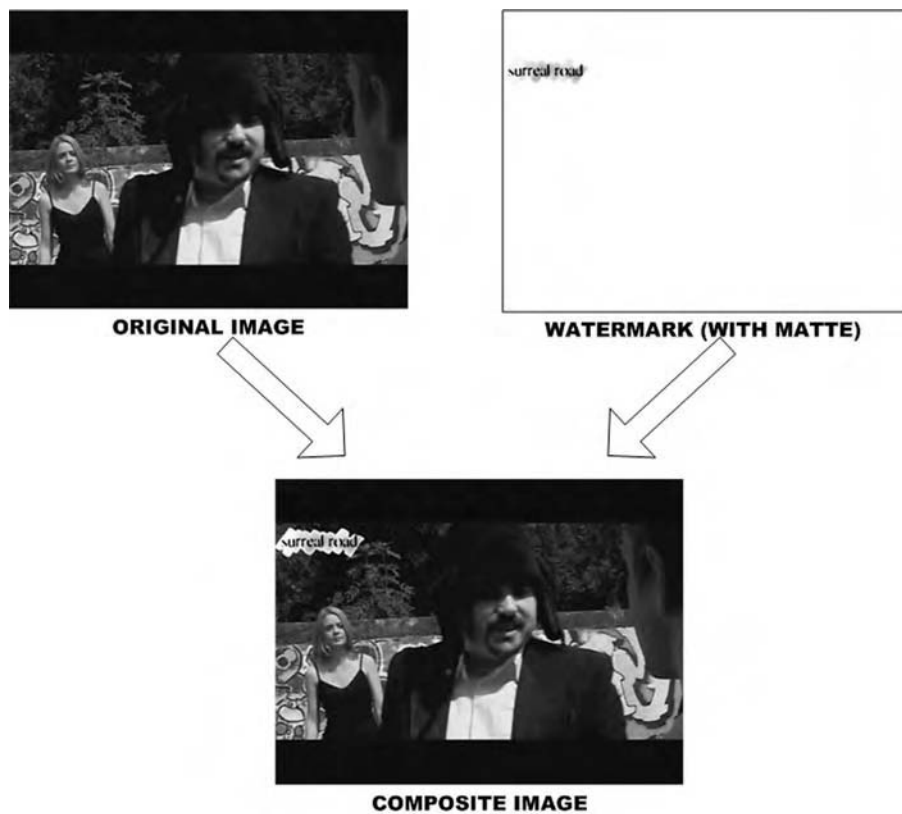 surreal road
ORIGINAL IMAGE
WATERMARK (WITH MATTE)
surreal road
COMPOSITE IMAGE